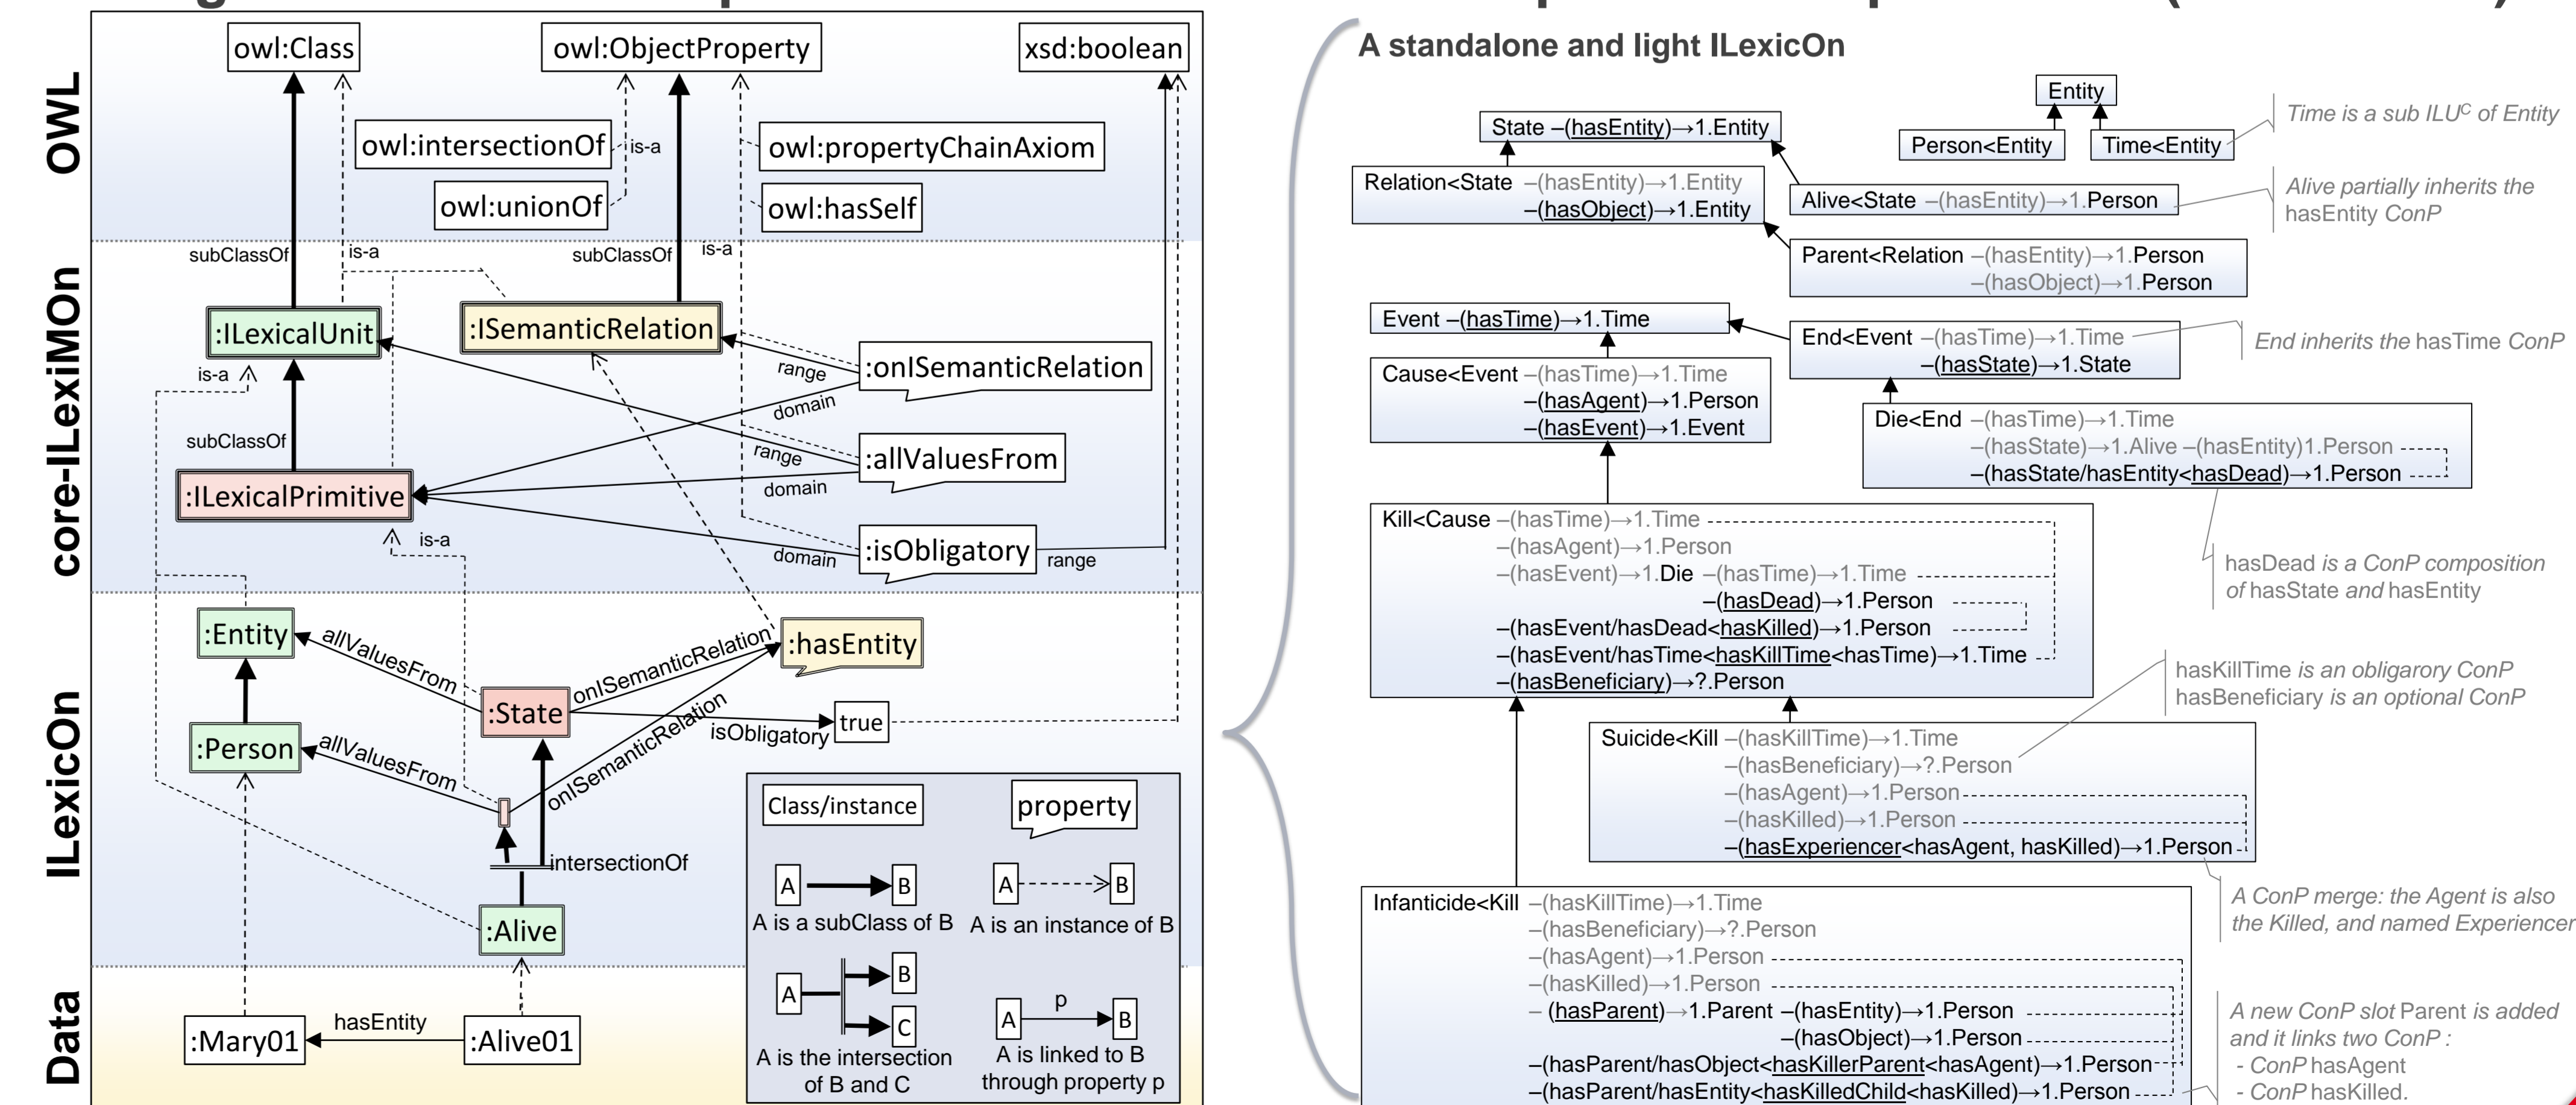 OWL
owl:Class
owl:ObjectProperty
xsd:boolean
owl:intersectionOf
is-a
owl:propertyChainAxiom
owl:unionOf
owl:hasSelf
core-ILexiMOn
subClassOf
is-a
subClassOf
is-a
:ILexicalUnit
:ISemanticRelation
is-a
range
:onISemanticRelation
domain
subClassOf
range
:allValuesFrom
domain
:ILexicalPrimitive
is-a
domain
:isObligatory
range
ILexicOn
:Entity
allValuesFrom
onISemanticRelation
:hasEntity
:State
true
isObligatory
:Person
allValuesFrom
onISemanticRelation
intersectionOf
:Alive
Data
:Mary01
hasEntity
:Alive01
Class/instance
property
A
B
A is a subClass of B
A
B
A is an instance of B
A
B
C
A is the intersection
of B and C
A
p
B
A is linked to B
through property p
A standalone and light ILexicOn
Entity
Person<Entity
Time<Entity
Time is a sub ILUC of Entity
State –(hasEntity)→1.Entity
Relation<State –(hasEntity)→1.Entity
–(hasObject)→1.Entity
Alive<State –(hasEntity)→1.Person
Alive partially inherits the
hasEntity ConP
Parent<Relation –(hasEntity)→1.Person
–(hasObject)→1.Person
Event –(hasTime)→1.Time
End<Event –(hasTime)→1.Time
–(hasState)→1.State
End inherits the hasTime ConP
Cause<Event –(hasTime)→1.Time
–(hasAgent)→1.Person
–(hasEvent)→1.Event
Die<End –(hasTime)→1.Time
–(hasState)→1.Alive –(hasEntity)1.Person
–(hasState/hasEntity<hasDead)→1.Person
hasDead is a ConP composition
of hasState and hasEntity
Kill<Cause –(hasTime)→1.Time
–(hasAgent)→1.Person
–(hasEvent)→1.Die –(hasTime)→1.Time
–(hasDead)→1.Person
–(hasEvent/hasDead<hasKilled)→1.Person
–(hasEvent/hasTime<hasKillTime<hasTime)→1.Time
–(hasBeneficiary)→?.Person
hasKillTime is an obligarory ConP
hasBeneficiary is an optional ConP
Suicide<Kill –(hasKillTime)→1.Time
–(hasBeneficiary)→?.Person
–(hasAgent)→1.Person
–(hasKilled)→1.Person
–(hasExperiencer<hasAgent, hasKilled)→1.Person
A ConP merge: the Agent is also
the Killed, and named Experiencer
Infanticide<Kill –(hasKillTime)→1.Time
–(hasBeneficiary)→?.Person
–(hasAgent)→1.Person
–(hasKilled)→1.Person
– (hasParent)→1.Parent –(hasEntity)→1.Person
–(hasObject)→1.Person
–(hasParent/hasObject<hasKillerParent<hasAgent)→1.Person
–(hasParent/hasEntity<hasKilledChild<hasKilled)→1.Person
A new ConP slot Parent is added
and it links two ConP :
- ConP hasAgent
- ConP hasKilled.